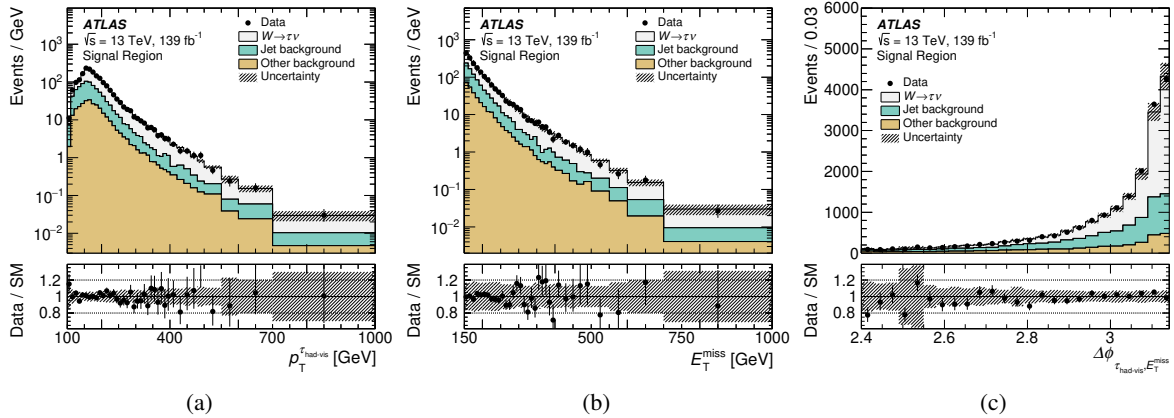 ATLAS
√s = 13 TeV, 139 fb⁻¹
Signal Region
Data
W→τν
Jet background
Other background
Uncertainty
Events / GeV
10³
10²
10
1
10⁻¹
10⁻²
Data / SM
1.2
1.0
0.8
100
400
700
1000
p_T^τ_had-vis [GeV]
(a)
ATLAS
√s = 13 TeV, 139 fb⁻¹
Signal Region
Data
W→τν
Jet background
Other background
Uncertainty
Events / GeV
10³
10²
10
1
10⁻¹
10⁻²
Data / SM
1.2
1.0
0.8
150
500
750
1000
E_T^miss [GeV]
(b)
ATLAS
√s = 13 TeV, 139 fb⁻¹
Signal Region
Data
W→τν
Jet background
Other background
Uncertainty
Events / 0.03
6000
5000
4000
3000
2000
1000
0
Data / SM
1.2
1.0
0.8
2.4
2.6
2.8
3
Δϕ_τ_had-vis,E_T^miss
(c)